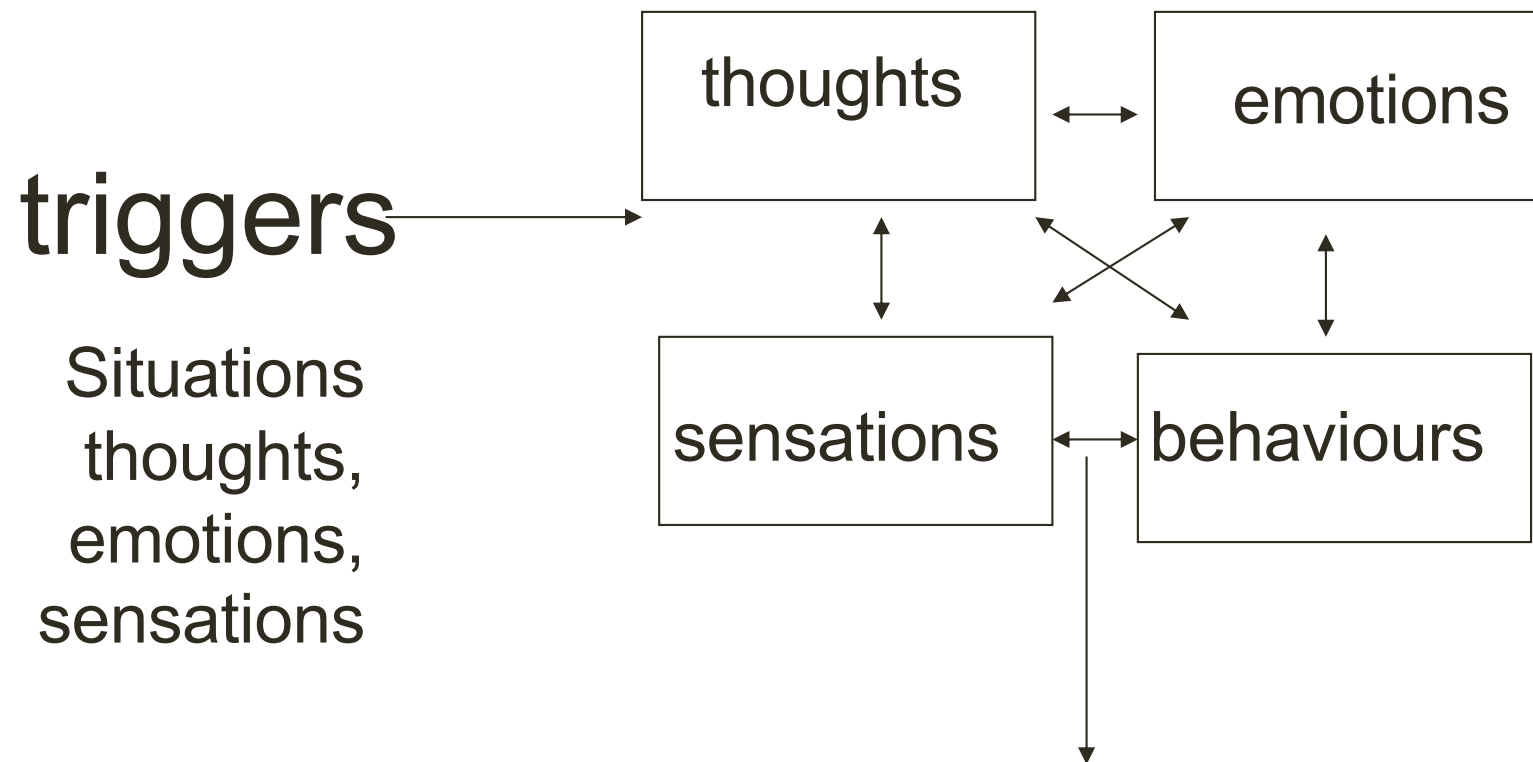 thoughts
emotions
triggers
Situations
thoughts,
emotions,
sensations
sensations
behaviours